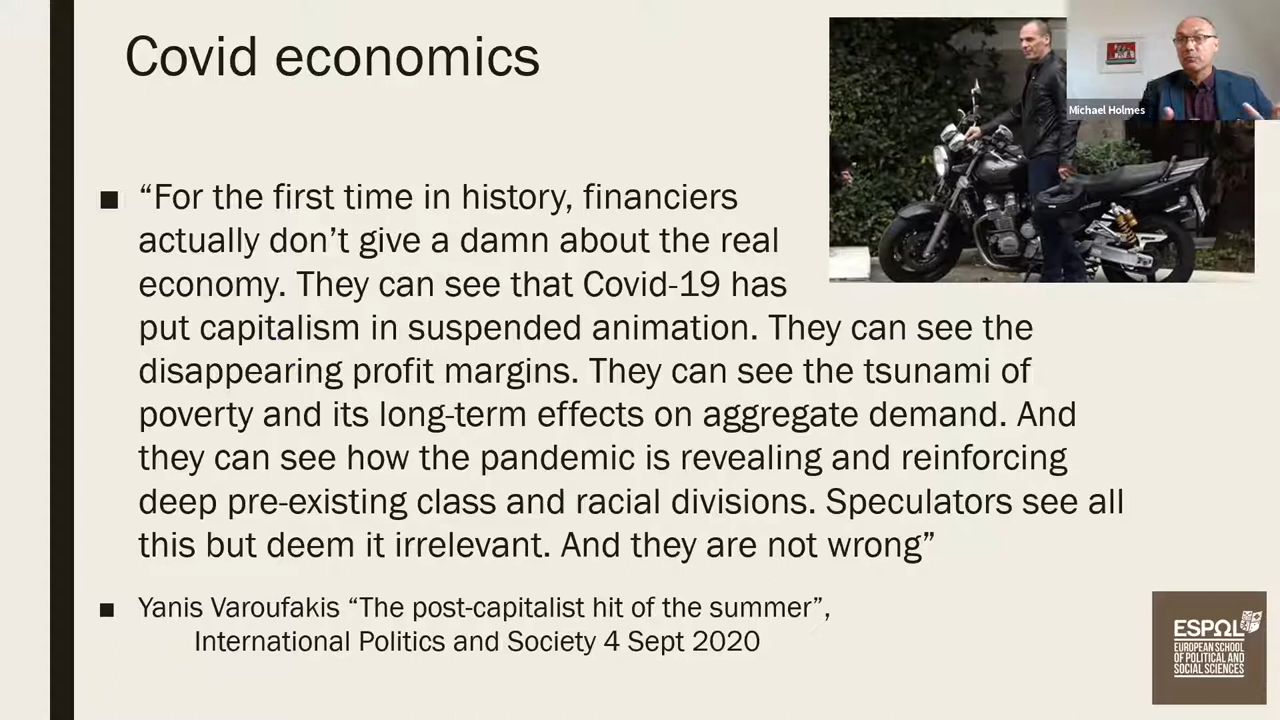 Covid economics
Michael Holmes
■ “For the first time in history, financiers
actually don’t give a damn about the real
economy. They can see that Covid-19 has
put capitalism in suspended animation. They can see the
disappearing profit margins. They can see the tsunami of
poverty and its long-term effects on aggregate demand. And
they can see how the pandemic is revealing and reinforcing
deep pre-existing class and racial divisions. Speculators see all
this but deem it irrelevant. And they are not wrong”
■ Yanis Varoufakis “The post-capitalist hit of the summer”,
International Politics and Society 4 Sept 2020
ESPΩL
EUROPEAN SCHOOL
OF POLITICAL AND
SOCIAL SCIENCES